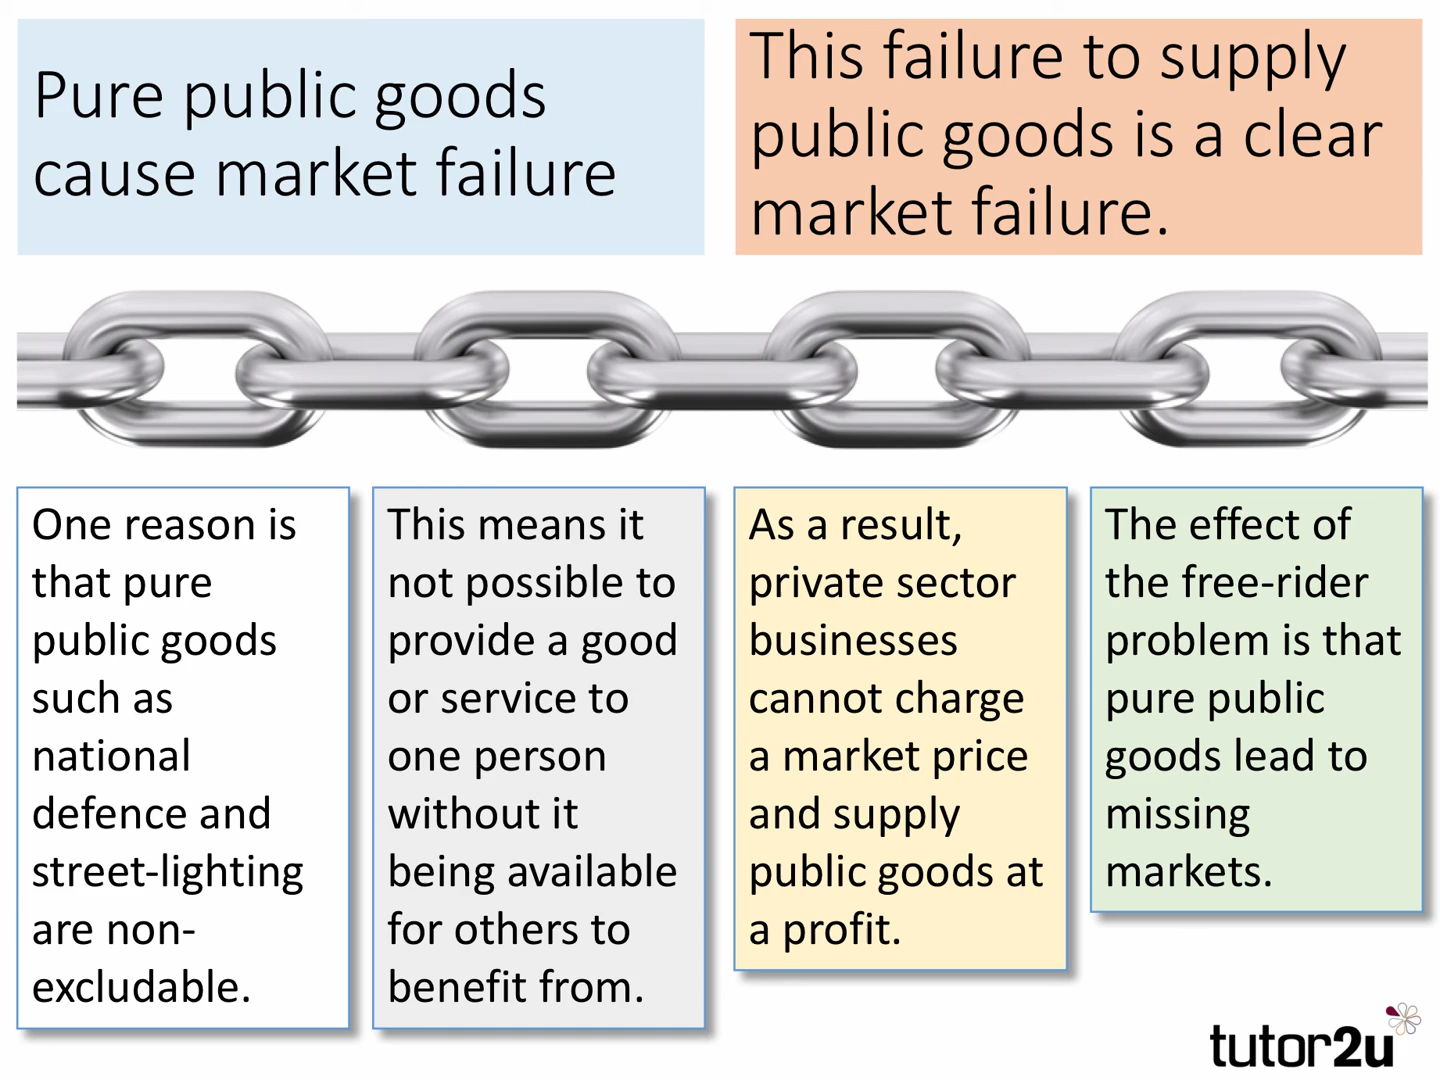 Pure public goods
cause market failure
This failure to supply
public goods is a clear
market failure.
One reason is
that pure
public goods
such as
national
defence and
street-lighting
are non-
excludable.
This means it
not possible to
provide a good
or service to
one person
without it
being available
for others to
benefit from.
As a result,
private sector
businesses
cannot charge
a market price
and supply
public goods at
a profit.
The effect of
the free-rider
problem is that
pure public
goods lead to
missing
markets.
tutor2u